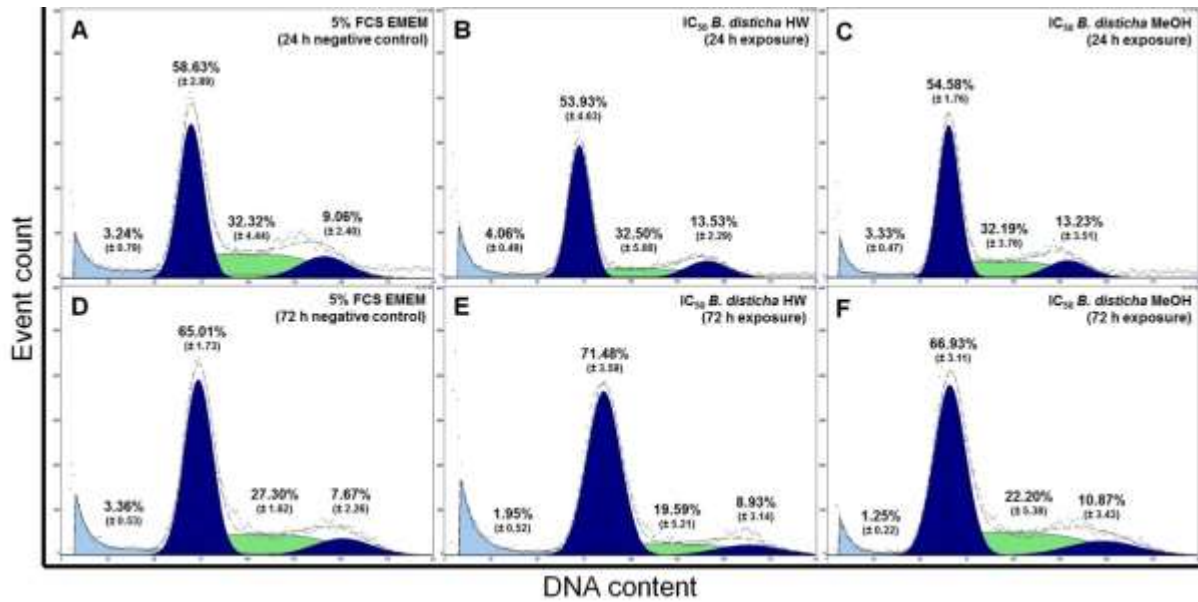 A
5% FCS EMEM
(24 h negative control)
58.63%
(± 2.89)
3.24%
(± 0.79)
32.32%
(± 4.44)
9.06%
(± 2.40)
B
IC50 B. disticha HW
(24 h exposure)
53.93%
(± 4.63)
4.06%
(± 0.49)
32.50%
13.53%
(± 2.29)
C
IC50 B. disticha MeOH
(24 h exposure)
54.58%
(± 1.76)
3.33%
(± 0.47)
32.19%
(± 3.76)
13.23%
(± 3.51)
D
5% FCS EMEM
(72 h negative control)
65.01%
(± 1.73)
3.36%
(± 0.53)
27.30%
(± 1.62)
7.67%
(± 2.26)
E
IC50 B. disticha HW
(72 h exposure)
71.48%
(± 3.58)
1.95%
(± 0.52)
19.59%
(± 5.21)
8.93%
(± 3.14)
F
IC50 B. disticha MeOH
(72 h exposure)
66.93%
(± 3.11)
1.25%
(± 0.22)
22.20%
(± 5.38)
10.87%
(± 3.43)
Event count
DNA content